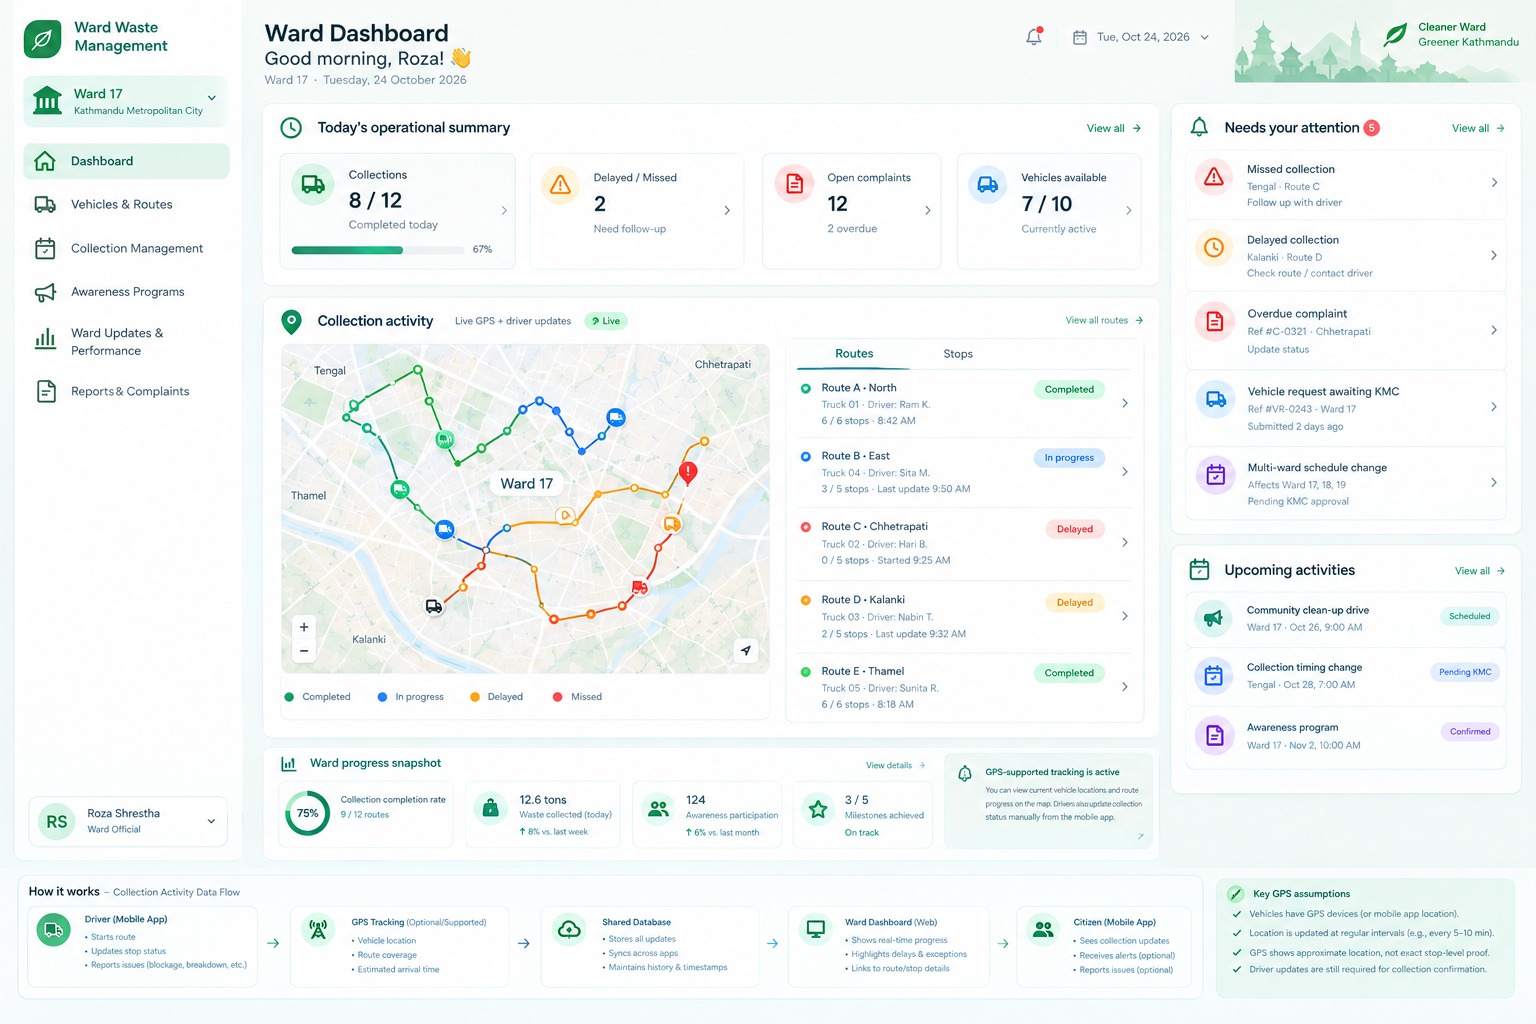 Ward Waste
Management
Ward 17
Kathmandu Metropolitan City
Dashboard
Vehicles & Routes
Collection Management
Awareness Programs
Ward Updates &
Performance
Reports & Complaints
RS
Roza Shrestha
Ward Official
Ward Dashboard
Good morning, Roza! 👋
Ward 17 · Tuesday, 24 October 2026
Tue, Oct 24, 2026
Cleaner Ward
Greener Kathmandu
Today's operational summary
View all →
Collections
8 / 12
Completed today
67%
Delayed / Missed
2
Need follow-up
Open complaints
12
2 overdue
Vehicles available
7 / 10
Currently active
Collection activity
Live GPS + driver updates
Live
View all routes →
Tengal
Chhetrapati
Ward 17
Thamel
Kalanki
+
−
Completed
In progress
Delayed
Missed
Routes
Stops
Route A • North
Truck 01 · Driver: Ram K.
6 / 6 stops · 8:42 AM
Completed
Route B • East
Truck 04 · Driver: Sita M.
3 / 5 stops · Last update 9:50 AM
In progress
Route C • Chhetrapati
Truck 02 · Driver: Hari B.
0 / 5 stops · Started 9:25 AM
Delayed
Route D • Kalanki
Truck 03 · Driver: Nabin T.
2 / 5 stops · Last update 9:32 AM
Delayed
Route E • Thamel
Truck 05 · Driver: Sunita R.
6 / 6 stops · 8:18 AM
Completed
Needs your attention 5
View all →
Missed collection
Tengal · Route C
Follow up with driver
Delayed collection
Kalanki · Route D
Check route / contact driver
Overdue complaint
Ref #C-0321 · Chhetrapati
Update status
Vehicle request awaiting KMC
Ref #VR-0243 · Ward 17
Submitted 2 days ago
Multi-ward schedule change
Affects Ward 17, 18, 19
Pending KMC approval
Upcoming activities
View all →
Community clean-up drive
Ward 17 · Oct 26, 9:00 AM
Scheduled
Collection timing change
Tengal · Oct 28, 7:00 AM
Pending KMC
Awareness program
Ward 17 · Nov 2, 10:00 AM
Confirmed
Ward progress snapshot
View details →
75%
Collection completion rate
9 / 12 routes
12.6 tons
Waste collected (today)
↑ 8% vs. last week
124
Awareness participation
↑ 6% vs. last month
3 / 5
Milestones achieved
On track
GPS-supported tracking is active
You can view current vehicle locations and route
progress on the map. Drivers also update collection
status manually from the mobile app.
How it works – Collection Activity Data Flow
Driver (Mobile App)
• Starts route
• Updates stop status
• Reports issues (blockage, breakdown, etc.)
→
GPS Tracking (Optional/Supported)
• Vehicle location
• Route coverage
• Estimated arrival time
→
Shared Database
• Stores all updates
• Syncs across apps
• Maintains history & timestamps
→
Ward Dashboard (Web)
• Shows real-time progress
• Highlights delays & exceptions
• Links to route/stop details
→
Citizen (Mobile App)
• Sees collection updates
• Receives alerts (optional)
• Reports issues (optional)
Key GPS assumptions
✓ Vehicles have GPS devices (or mobile app location).
✓ Location is updated at regular intervals (e.g., every 5–10 min).
✓ GPS shows approximate location, not exact stop-level proof.
✓ Driver updates are still required for collection confirmation.